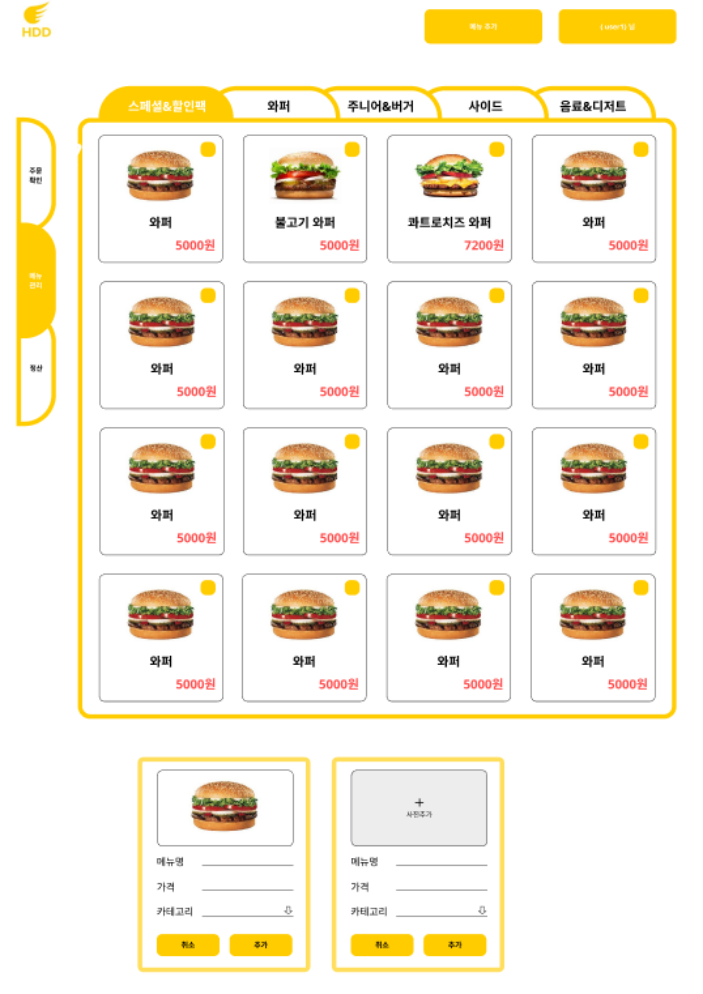 HDD
메뉴 추가
( user1) 님
스페셜&할인팩
와퍼
주니어&버거
사이드
음료&디저트
주문
확인
메뉴
관리
정산
와퍼
5000원
불고기 와퍼
5000원
콰트로치즈 와퍼
7200원
와퍼
5000원
와퍼
5000원
와퍼
5000원
와퍼
5000원
와퍼
5000원
와퍼
5000원
와퍼
5000원
와퍼
5000원
와퍼
5000원
와퍼
5000원
와퍼
5000원
와퍼
5000원
와퍼
5000원
메뉴명
가격
카테고리
취소
추가
+
사진추가
메뉴명
가격
카테고리
취소
추가